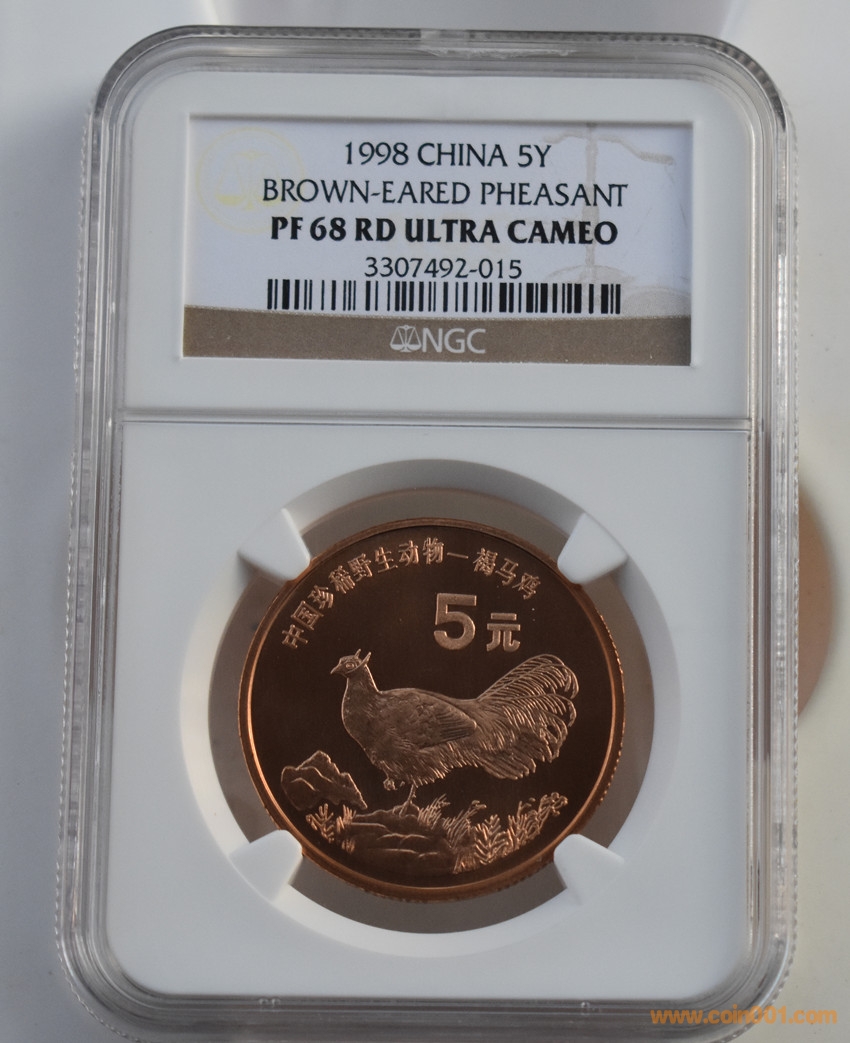 1998 CHINA 5Y
BROWN-EARED PHEASANT
PF 68 RD ULTRA CAMEO
3307492-015
NGC
中国珍稀野生动物—褐马鸡
5元
www.coin001.com